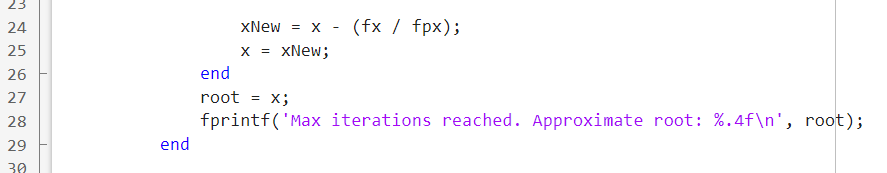 23
24 xNew = x - (fx / fpx);
25 x = xNew;
26 end
27 root = x;
28 fprintf('Max iterations reached. Approximate root: %.4f\n', root);
29 end
30